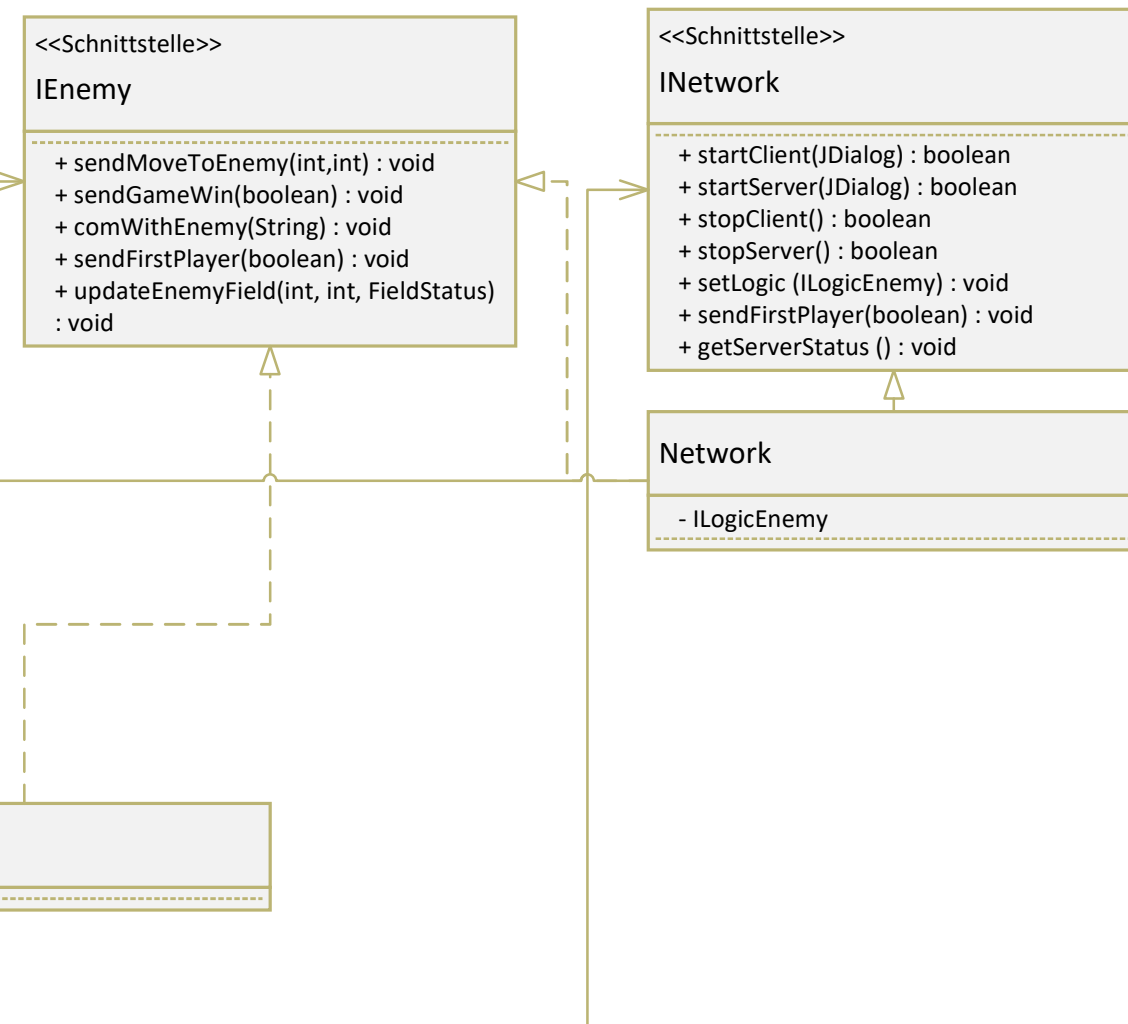 <<Schnittstelle>>
IEnemy
+ sendMoveToEnemy(int,int) : void
+ sendGameWin(boolean) : void
+ comWithEnemy(String) : void
+ sendFirstPlayer(boolean) : void
+ updateEnemyField(int, int, FieldStatus)
: void
<<Schnittstelle>>
INetwork
+ startClient(JDialog) : boolean
+ startServer(JDialog) : boolean
+ stopClient() : boolean
+ stopServer() : boolean
+ setLogic (ILogicEnemy) : void
+ sendFirstPlayer(boolean) : void
+ getServerStatus () : void
Network
- ILogicEnemy